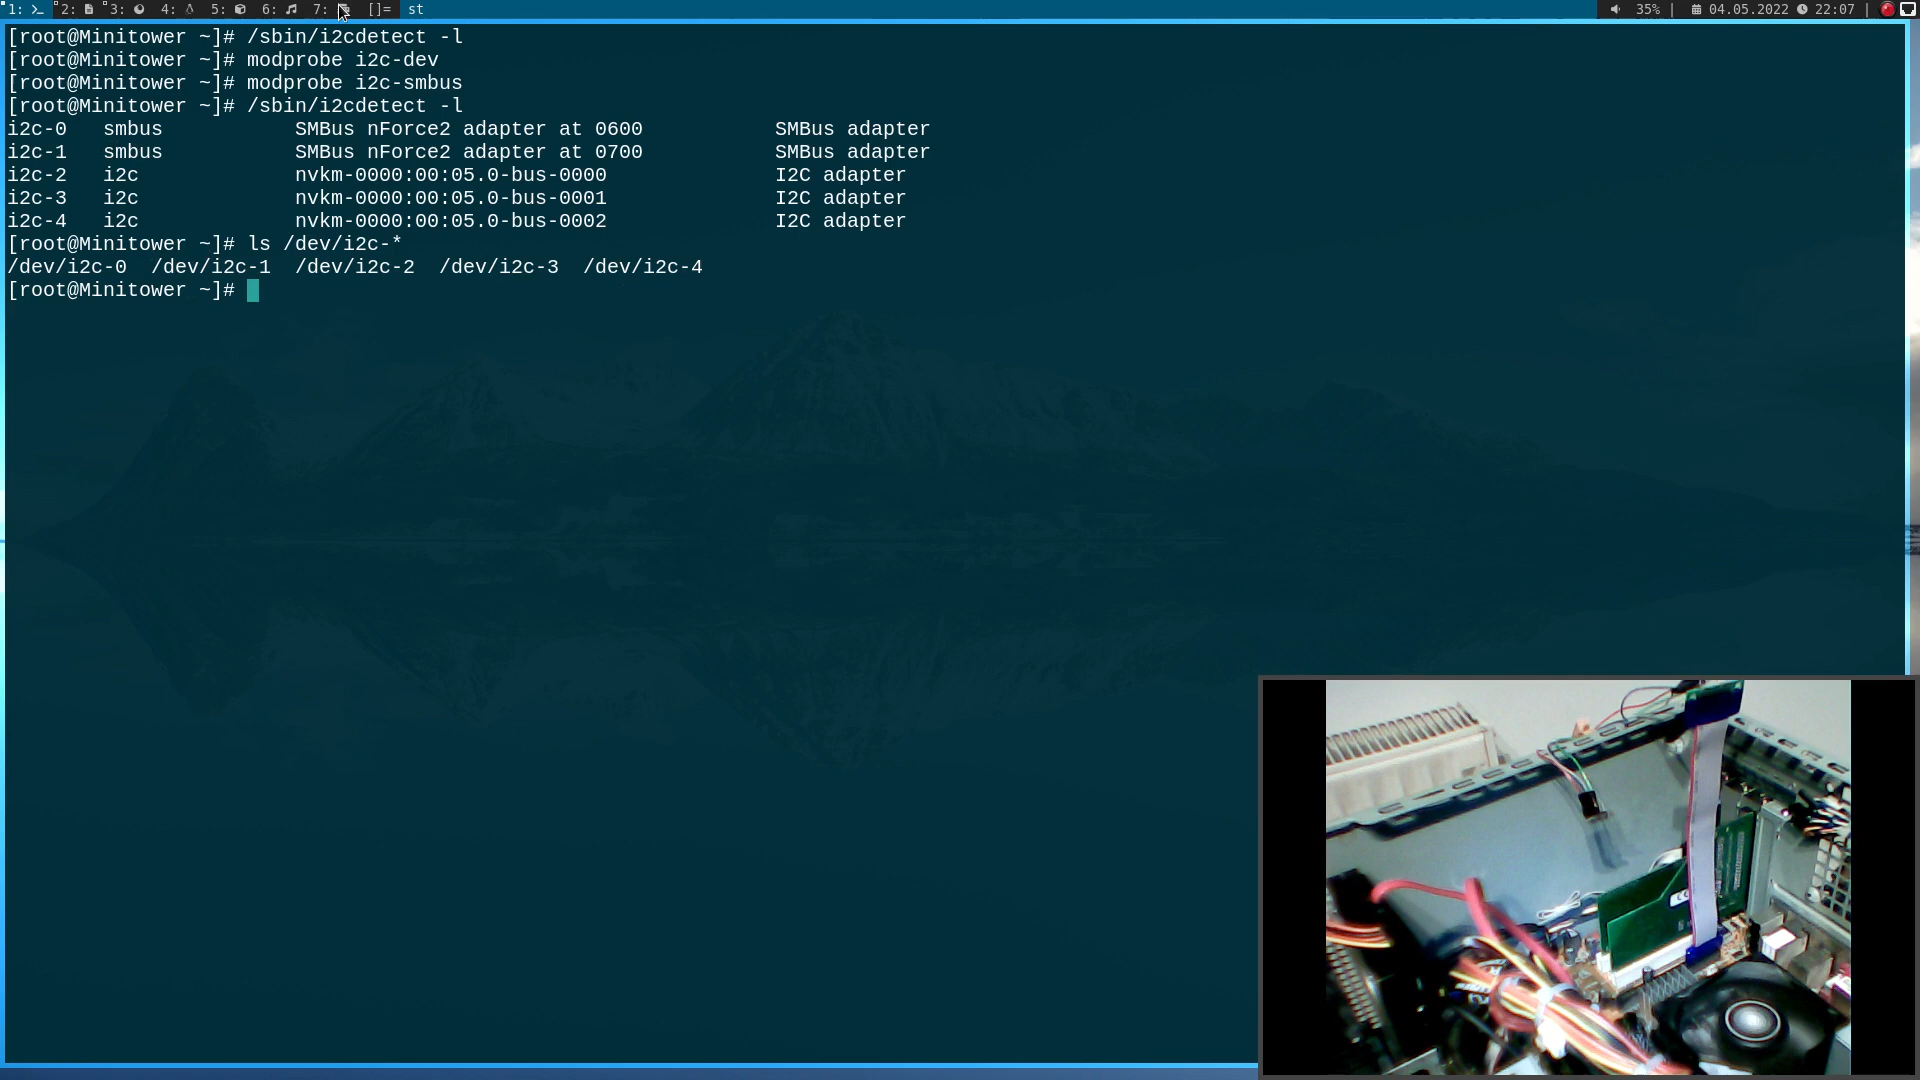 1: 2: 3: 4: 5: 6: 7: []= st 35% | 04.05.2022 22:07 |
[root@Minitower ~]# /sbin/i2cdetect -l
[root@Minitower ~]# modprobe i2c-dev
[root@Minitower ~]# modprobe i2c-smbus
[root@Minitower ~]# /sbin/i2cdetect -l
i2c-0 smbus SMBus nForce2 adapter at 0600 SMBus adapter
i2c-1 smbus SMBus nForce2 adapter at 0700 SMBus adapter
i2c-2 i2c nvkm-0000:00:05.0-bus-0000 I2C adapter
i2c-3 i2c nvkm-0000:00:05.0-bus-0001 I2C adapter
i2c-4 i2c nvkm-0000:00:05.0-bus-0002 I2C adapter
[root@Minitower ~]# ls /dev/i2c-*
/dev/i2c-0 /dev/i2c-1 /dev/i2c-2 /dev/i2c-3 /dev/i2c-4
[root@Minitower ~]#